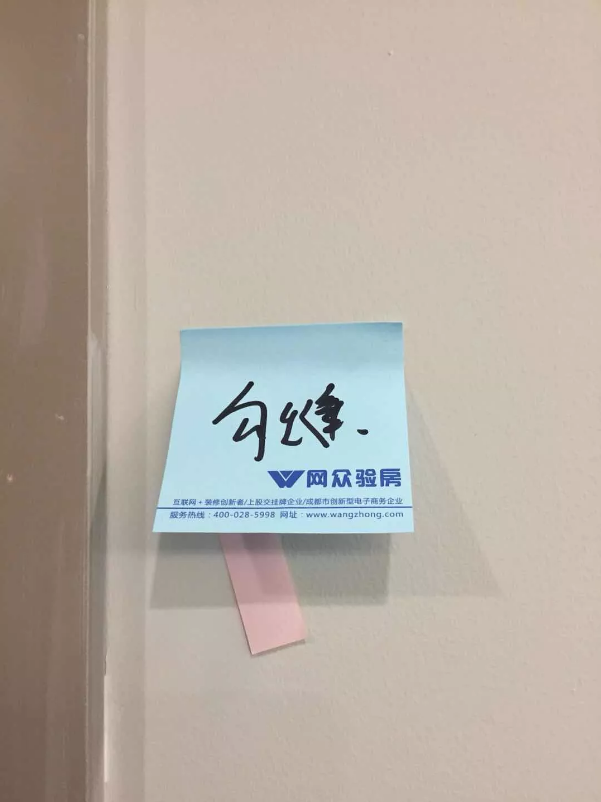 勾缝.
网众验房
互联网+装修创新者/上股交挂牌企业/成都市创新型电子商务企业
服务热线：400-028-5998 网址：www.wangzhong.com